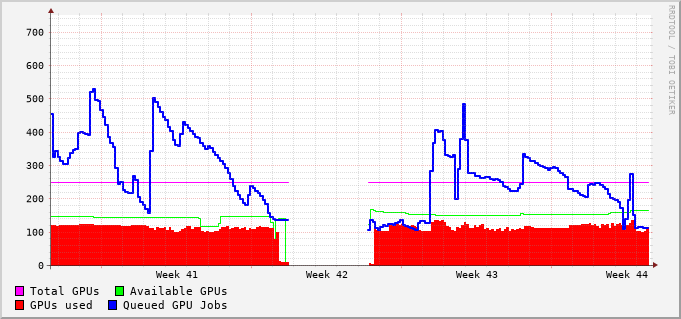 700
600
500
400
300
200
100
0
Week 41 Week 42 Week 43 Week 44
Total GPUs Available GPUs
GPUs used Queued GPU Jobs
RRDTOOL / TOBI OETIKER